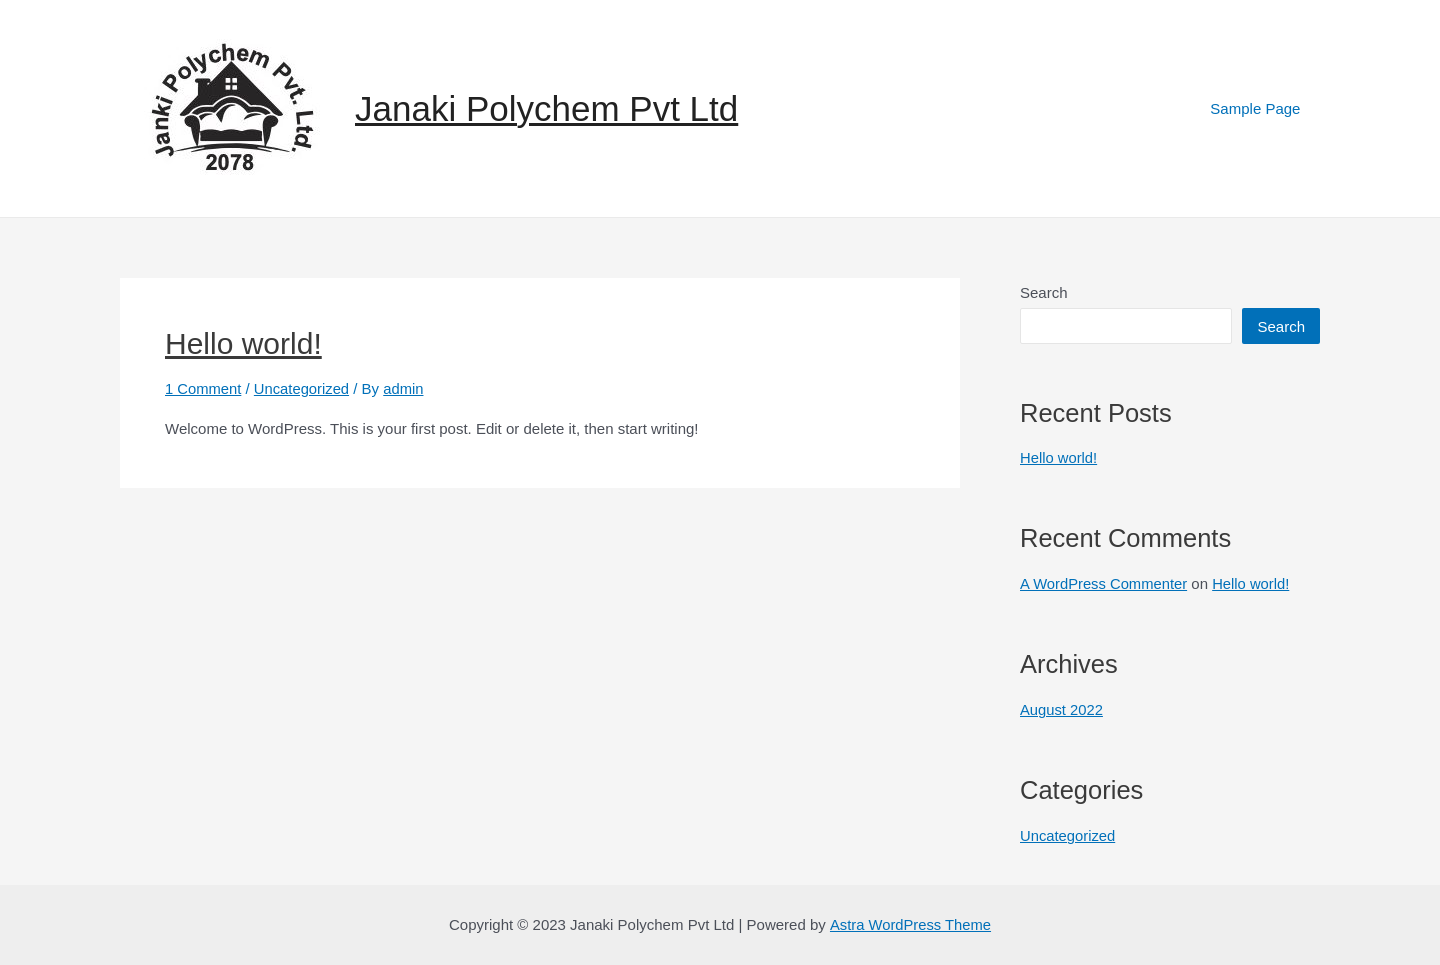 Janki Polychem Pvt. Ltd.
2078
Janaki Polychem Pvt Ltd
Sample Page
Hello world!
1 Comment / Uncategorized / By admin
Welcome to WordPress. This is your first post. Edit or delete it, then start writing!
Search
Search
Recent Posts
Hello world!
Recent Comments
A WordPress Commenter on Hello world!
Archives
August 2022
Categories
Uncategorized
Copyright © 2023 Janaki Polychem Pvt Ltd | Powered by Astra WordPress Theme